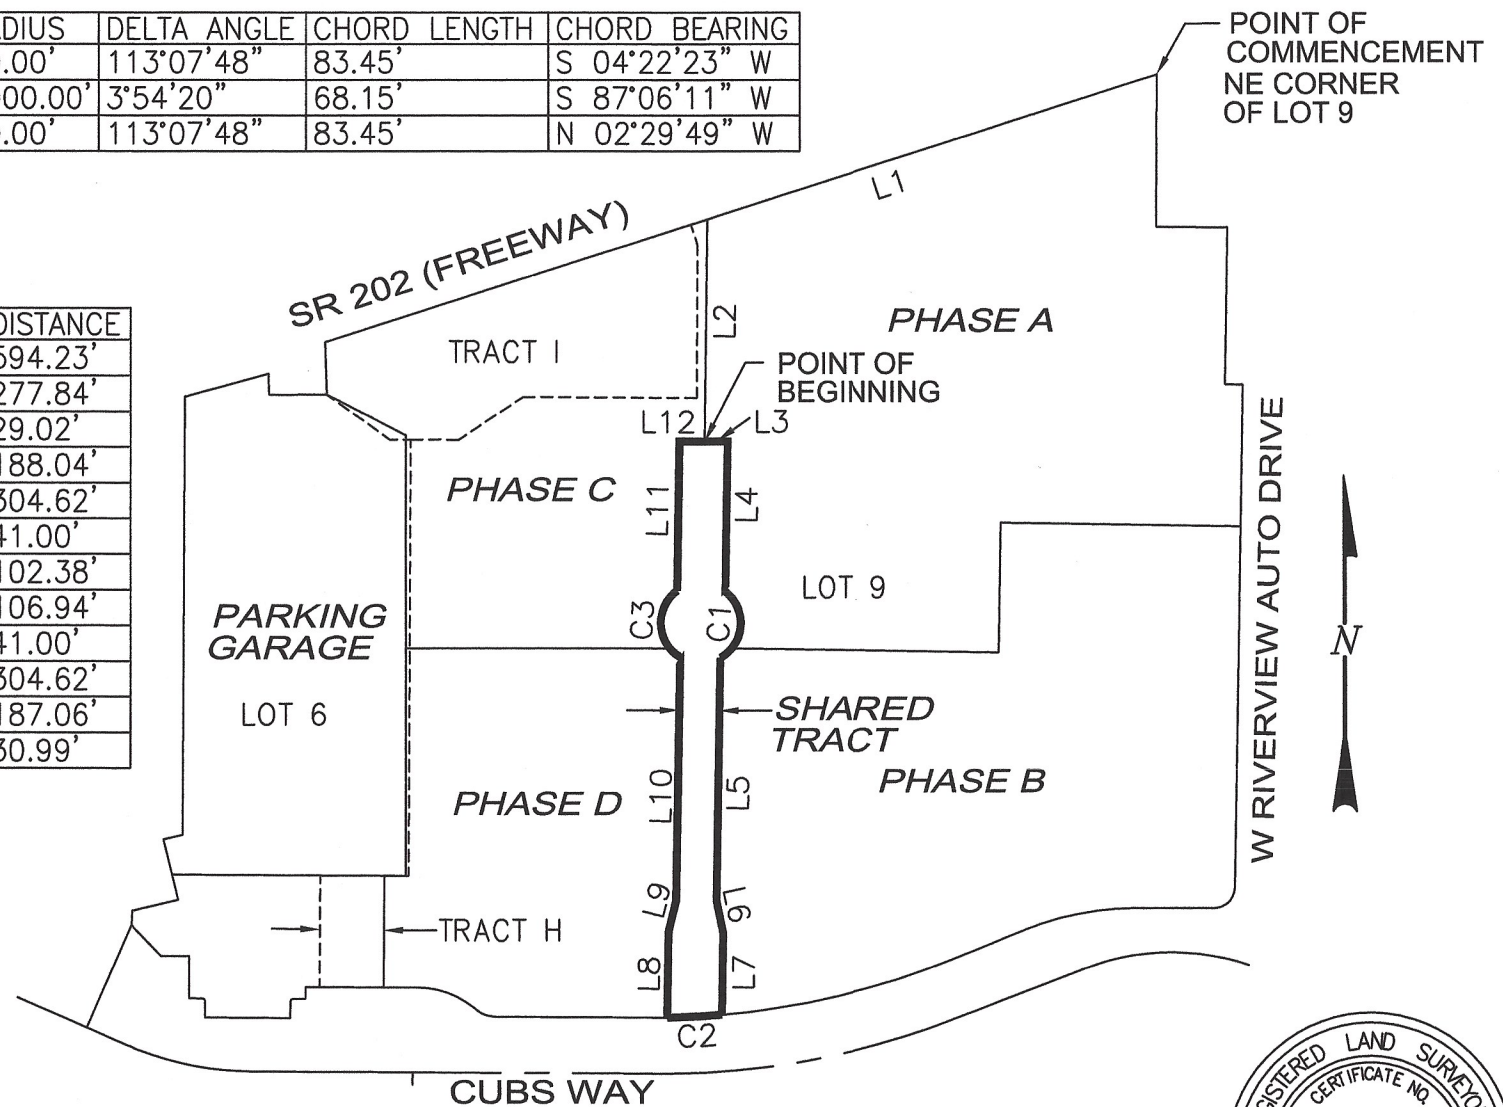 DELTA ANGLE CHORD LENGTH CHORD BEARING
.00' 113°07'48" 83.45' S 04°22'23" W
00.00' 3°54'20" 68.15' S 87°06'11" W
.00' 113°07'48" 83.45' N 02°29'49" W
POINT OF
COMMENCEMENT
NE CORNER
OF LOT 9
L1
SR 202 (FREEWAY)
L2
PHASE A
TRACT I
POINT OF
BEGINNING
DISTANCE
594.23'
277.84'
29.02'
188.04'
304.62'
41.00'
102.38'
106.94'
41.00'
304.62'
187.06'
30.99'
L12
L3
PHASE C
L11
L4
W RIVERVIEW AUTO DRIVE
LOT 9
PARKING
GARAGE
C3
C1
N
LOT 6
SHARED
TRACT
PHASE D
L10
L5
PHASE B
L9
L6
TRACT H
L8
L7
C2
CUBS WAY
LAND
CERTIFICATE NO.